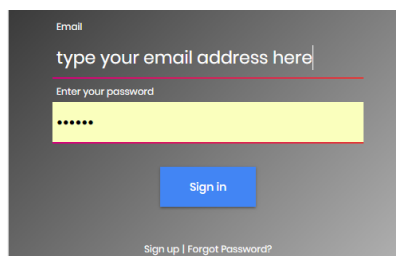 Email
type your email address here
Enter your password
••••••
Sign in
Sign up | Forgot Password?